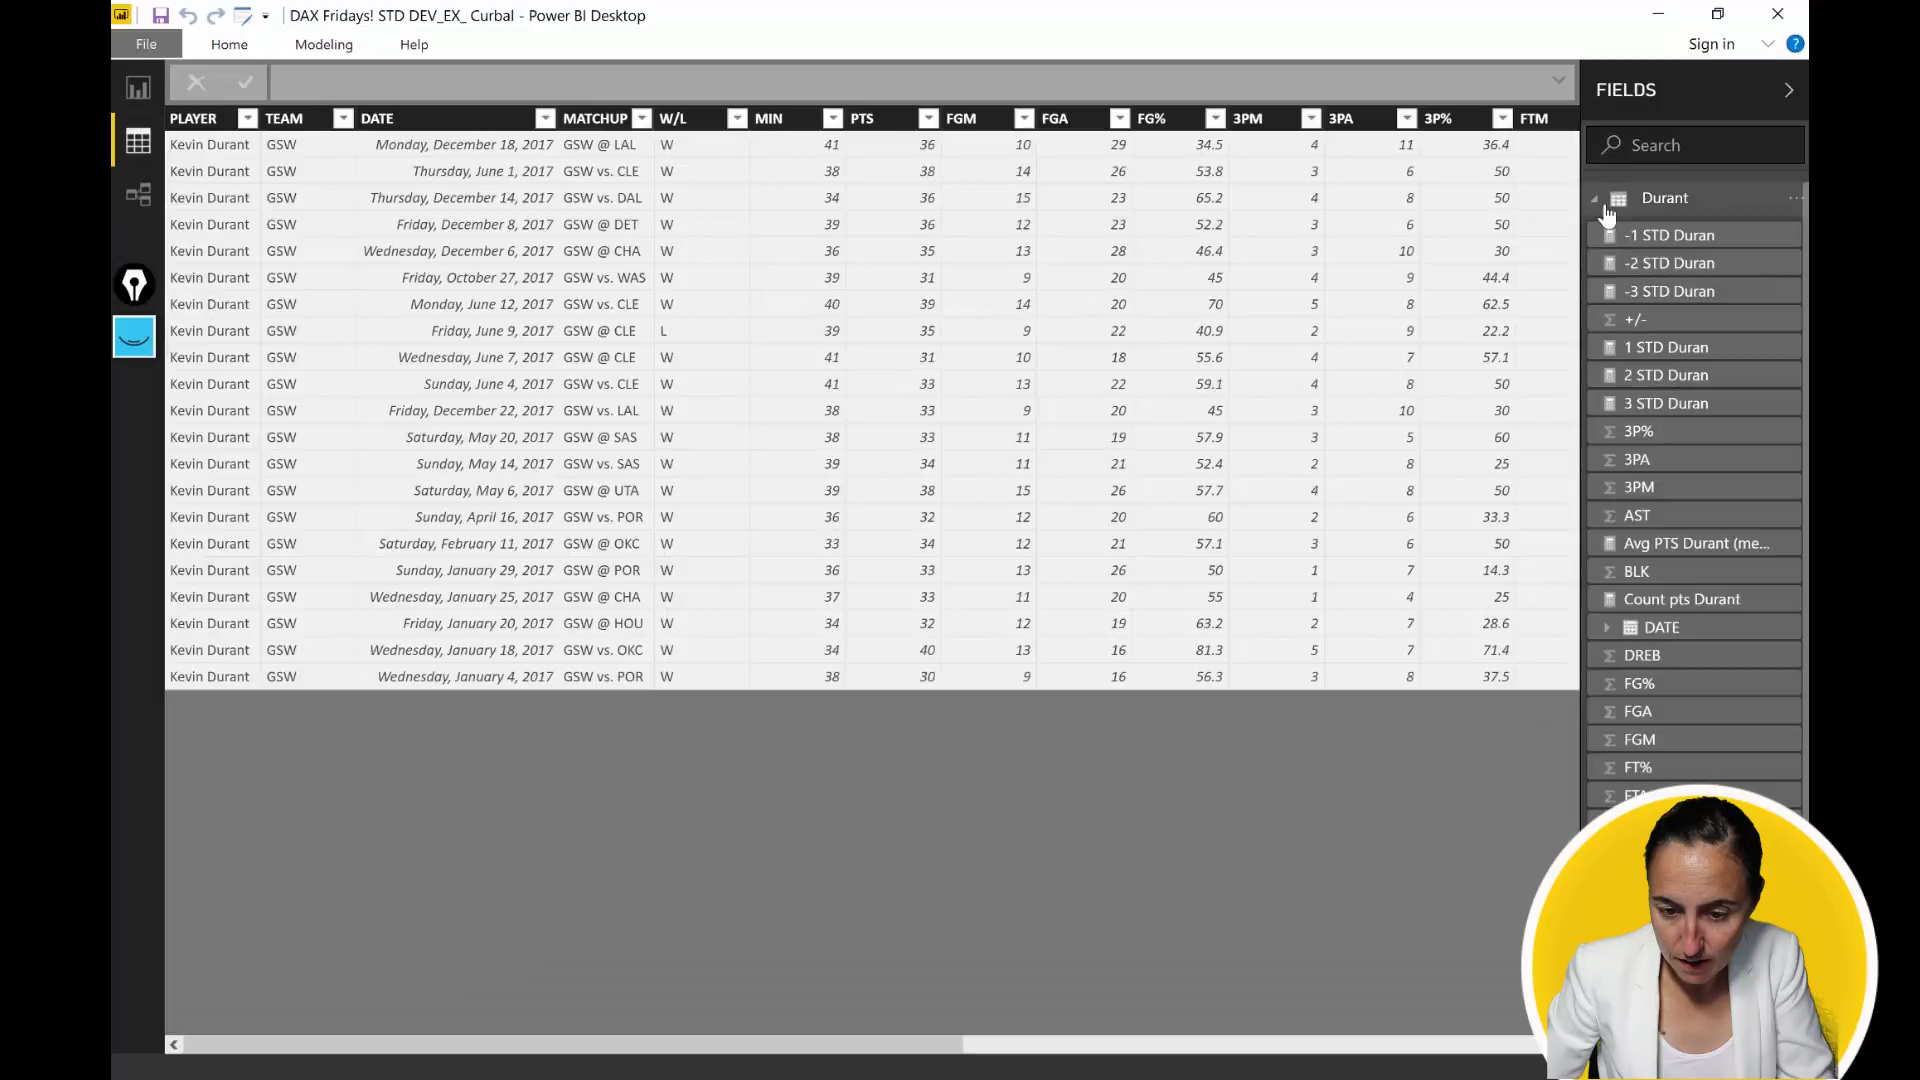 DAX Fridays! STD DEV_EX_ Curbal - Power BI Desktop
File Home Modeling Help Sign in ?
FIELDS
Search
PLAYER TEAM DATE MATCHUP W/L MIN PTS FGM FGA FG% 3PM 3PA 3P% FTM
Kevin Durant GSW Monday, December 18, 2017 GSW @ LAL W 41 36 10 29 34.5 4 11 36.4
Kevin Durant GSW Thursday, June 1, 2017 GSW vs. CLE W 38 38 14 26 53.8 3 6 50
Kevin Durant GSW Thursday, December 14, 2017 GSW vs. DAL W 34 36 15 23 65.2 4 8 50
Kevin Durant GSW Friday, December 8, 2017 GSW @ DET W 39 36 12 23 52.2 3 6 50
Kevin Durant GSW Wednesday, December 6, 2017 GSW @ CHA W 36 35 13 28 46.4 3 10 30
Kevin Durant GSW Friday, October 27, 2017 GSW vs. WAS W 39 31 9 20 45 4 9 44.4
Kevin Durant GSW Monday, June 12, 2017 GSW vs. CLE W 40 39 14 20 70 5 8 62.5
Kevin Durant GSW Friday, June 9, 2017 GSW @ CLE L 39 35 9 22 40.9 2 9 22.2
Kevin Durant GSW Wednesday, June 7, 2017 GSW @ CLE W 41 31 10 18 55.6 4 7 57.1
Kevin Durant GSW Sunday, June 4, 2017 GSW vs. CLE W 41 33 13 22 59.1 4 8 50
Kevin Durant GSW Friday, December 22, 2017 GSW vs. LAL W 38 33 9 20 45 3 10 30
Kevin Durant GSW Saturday, May 20, 2017 GSW @ SAS W 38 33 11 19 57.9 3 5 60
Kevin Durant GSW Sunday, May 14, 2017 GSW vs. SAS W 39 34 11 21 52.4 2 8 25
Kevin Durant GSW Saturday, May 6, 2017 GSW @ UTA W 39 38 15 26 57.7 4 8 50
Kevin Durant GSW Sunday, April 16, 2017 GSW vs. POR W 36 32 12 20 60 2 6 33.3
Kevin Durant GSW Saturday, February 11, 2017 GSW @ OKC W 33 34 12 21 57.1 3 6 50
Kevin Durant GSW Sunday, January 29, 2017 GSW @ POR W 36 33 13 26 50 1 7 14.3
Kevin Durant GSW Wednesday, January 25, 2017 GSW @ CHA W 37 33 11 20 55 1 4 25
Kevin Durant GSW Friday, January 20, 2017 GSW @ HOU W 34 32 12 19 63.2 2 7 28.6
Kevin Durant GSW Wednesday, January 18, 2017 GSW vs. OKC W 34 40 13 16 81.3 5 7 71.4
Kevin Durant GSW Wednesday, January 4, 2017 GSW vs. POR W 38 30 9 16 56.3 3 8 37.5
Durant ...
-1 STD Duran
-2 STD Duran
-3 STD Duran
Σ +/-
1 STD Duran
2 STD Duran
3 STD Duran
Σ 3P%
Σ 3PA
Σ 3PM
Σ AST
Avg PTS Durant (me...
Σ BLK
Count pts Durant
DATE
Σ DREB
Σ FG%
Σ FGA
Σ FGM
Σ FT%
Σ FTA